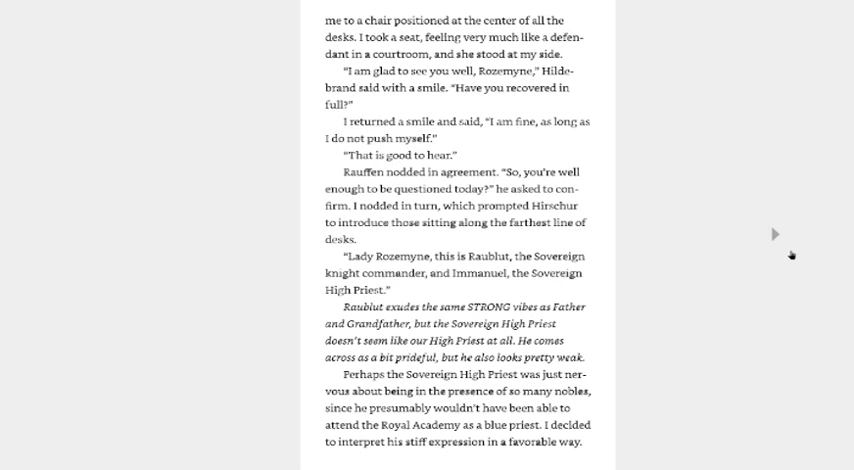 me to a chair positioned at the center of all the
desks. I took a seat, feeling very much like a defen-
dant in a courtroom, and she stood at my side.
“I am glad to see you well, Rozemyne,” Hilde-
brand said with a smile. “Have you recovered in
full?”
I returned a smile and said, “I am fine, as long as
I do not push myself.”
“That is good to hear.”
Rauffen nodded in agreement. “So, you’re well
enough to be questioned today?” he asked to con-
firm. I nodded in turn, which prompted Hirschur
to introduce those sitting along the farthest line of
desks.
“Lady Rozemyne, this is Raublut, the Sovereign
knight commander, and Immanuel, the Sovereign
High Priest.”
Raublut exudes the same STRONG vibes as Father
and Grandfather, but the Sovereign High Priest
doesn’t seem like our High Priest at all. He comes
across as a bit prideful, but he also looks pretty weak.
Perhaps the Sovereign High Priest was just ner-
vous about being in the presence of so many nobles,
since he presumably wouldn’t have been able to
attend the Royal Academy as a blue priest. I decided
to interpret his stiff expression in a favorable way.